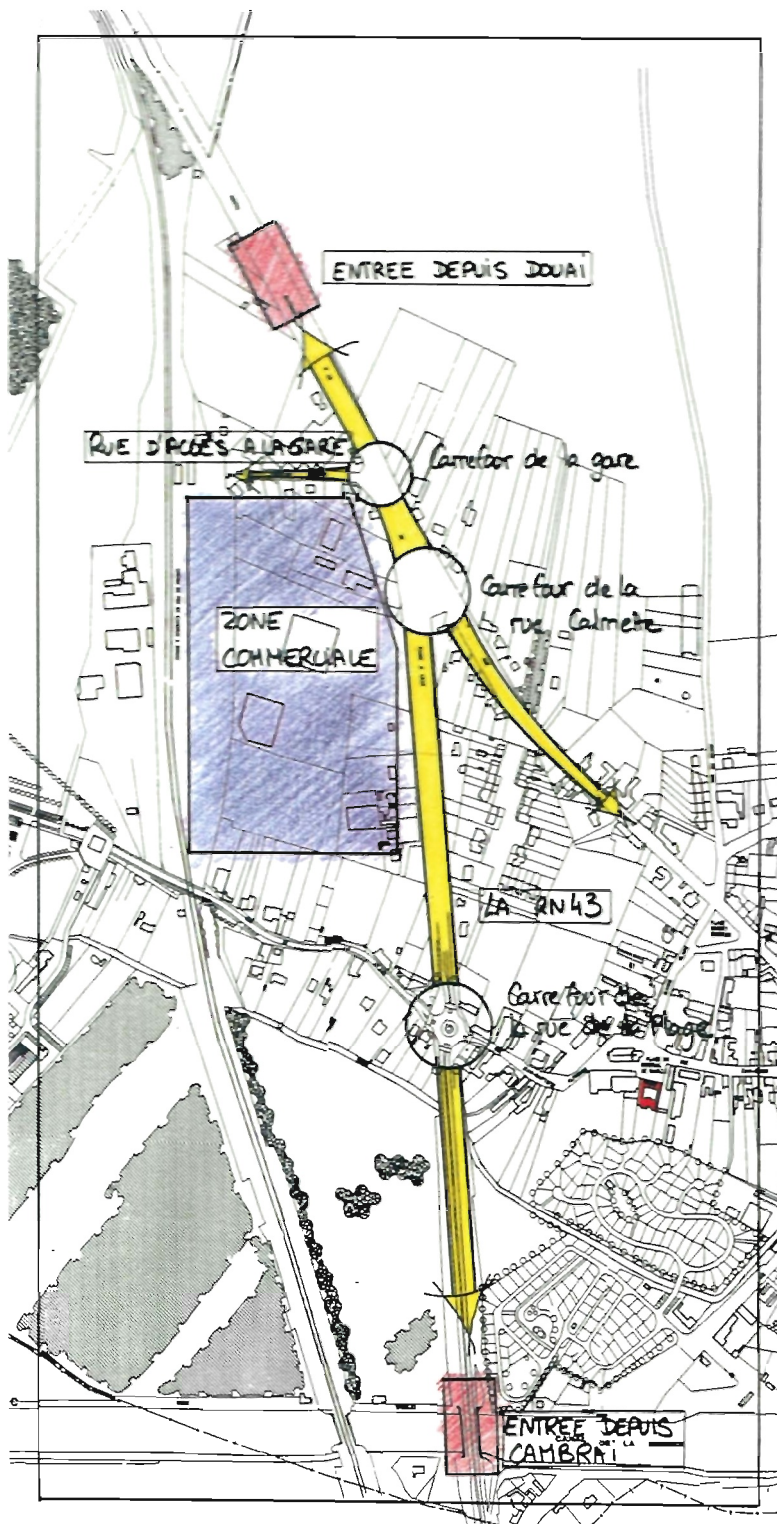 ENTREE DEPUIS DOUAI
RUE D'ACCÈS A LA GARE
Carrefour de la gare
Carrefour de la
rue Calmette
ZONE
COMMERCIALE
LA RN43
Carrefour de
la rue de la Plage
ENTREE DEPUIS
CAMBRAI